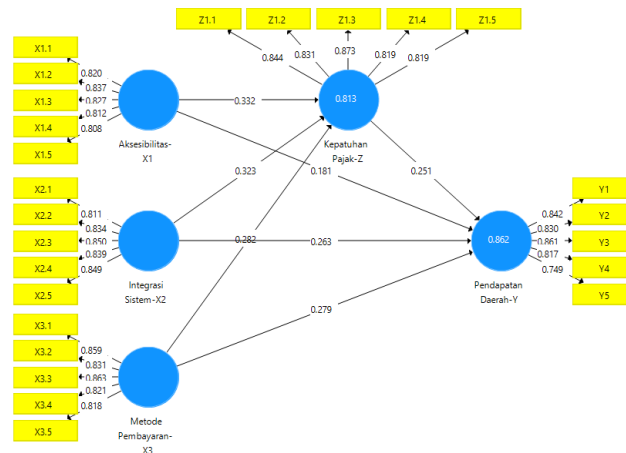 Z1.1 Z1.2 Z1.3 Z1.4 Z1.5
0.844 0.831 0.873 0.819 0.819
X1.1
X1.2
X1.3
X1.4
X1.5
0.820
0.837
0.827
0.812
0.808
Aksesibilitas-
X1
0.332
0.813
Kepatuhan
Pajak-Z
0.323
0.181
0.251
0.282
X2.1
X2.2
X2.3
X2.4
X2.5
0.811
0.834
0.850
0.839
0.849
Integrasi
Sistem-X2
0.263
0.279
0.862
Pendapatan
Daerah-Y
0.842
0.830
0.861
0.817
0.749
Y1
Y2
Y3
Y4
Y5
X3.1
X3.2
X3.3
X3.4
X3.5
0.859
0.831
0.863
0.821
0.818
Metode
Pembayaran-
X3